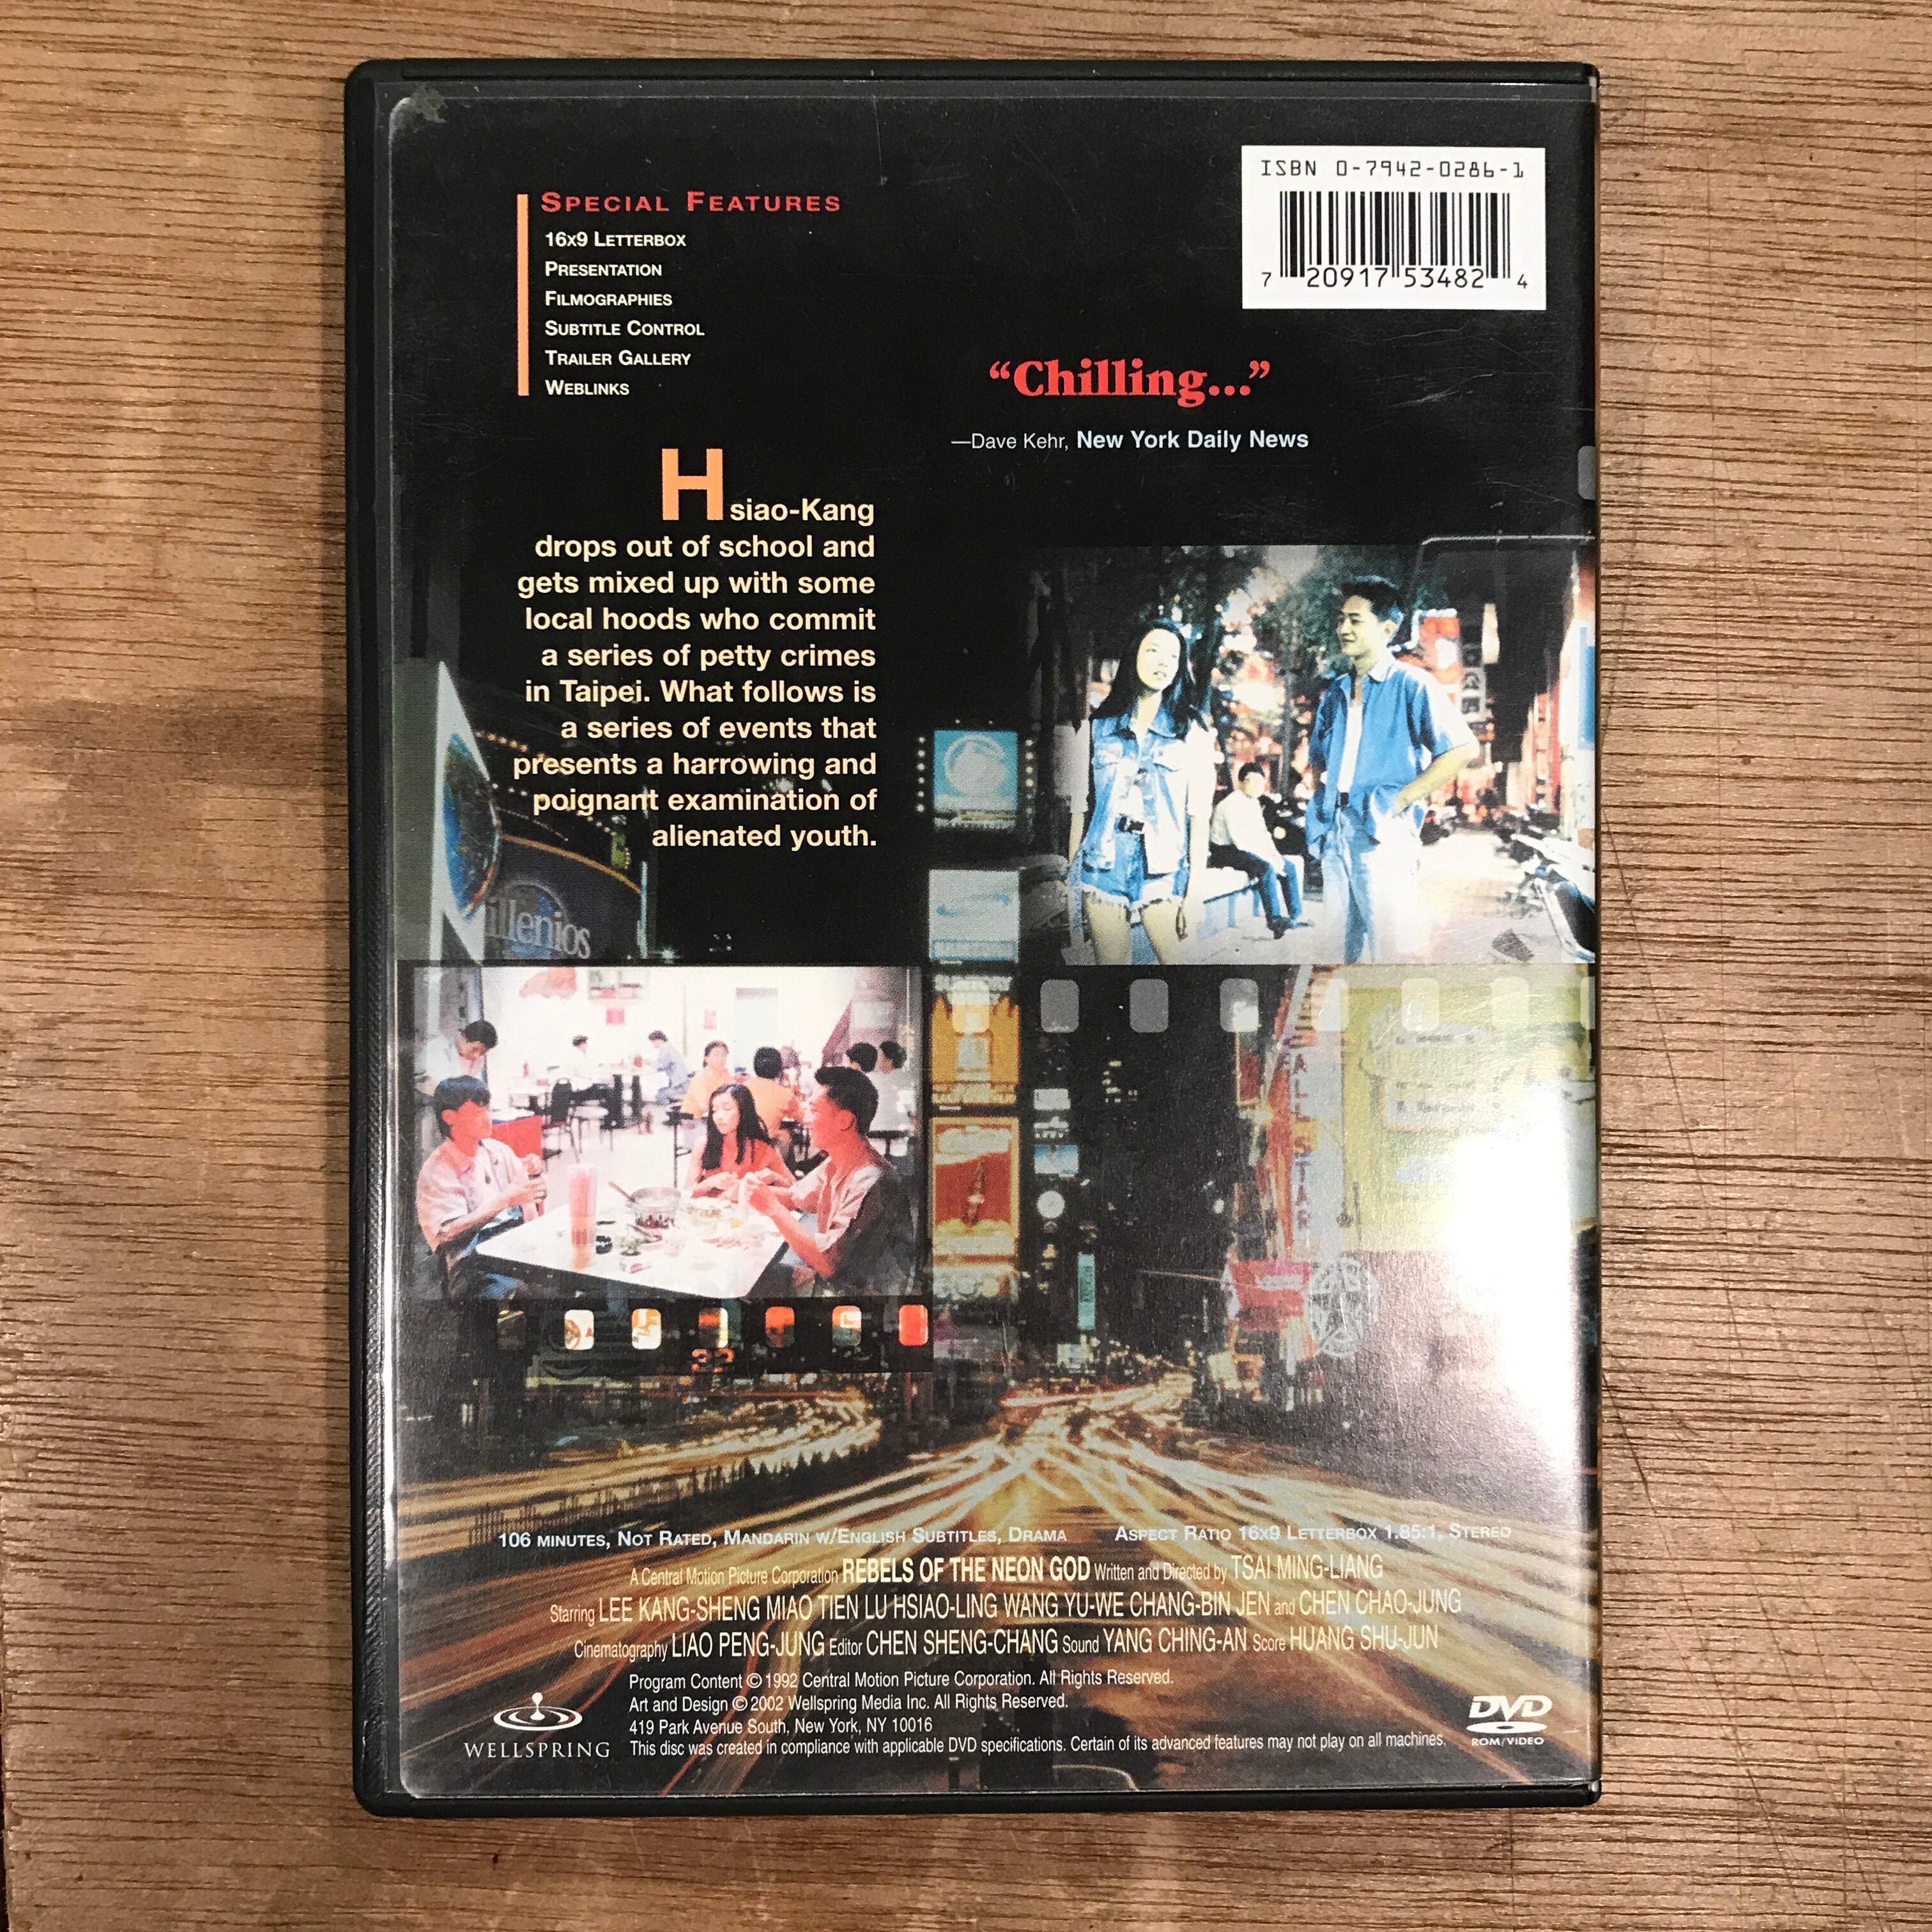 ISBN 0-7942-0286-1
7 20917 53482 4
SPECIAL FEATURES
16X9 LETTERBOX
PRESENTATION
FILMOGRAPHIES
SUBTITLE CONTROL
TRAILER GALLERY
WEBLINKS
“Chilling...”
—Dave Kehr, New York Daily News
Hsiao-Kang
drops out of school and
gets mixed up with some
local hoods who commit
a series of petty crimes
in Taipei. What follows is
a series of events that
presents a harrowing and
poignant examination of
alienated youth.
illenios
ALL STAR
32
106 MINUTES, NOT RATED, MANDARIN W/ENGLISH SUBTITLES, DRAMA ASPECT RATIO 16X9 LETTERBOX 1.85:1, STEREO
A Central Motion Picture Corporation REBELS OF THE NEON GOD Written and Directed by TSAI MING-LIANG
Starring LEE KANG-SHENG MIAO TIEN LU HSIAO-LING WANG YU-WE CHANG-BIN JEN and CHEN CHAO-JUNG
Cinematography LIAO PENG-JUNG Editor CHEN SHENG-CHANG Sound YANG CHING-AN Score HUANG SHU-JUN
Program Content © 1992 Central Motion Picture Corporation. All Rights Reserved.
Art and Design © 2002 Wellspring Media Inc. All Rights Reserved.
419 Park Avenue South, New York, NY 10016
This disc was created in compliance with applicable DVD specifications. Certain of its advanced features may not play on all machines.
WELLSPRING
DVD
ROM/VIDEO